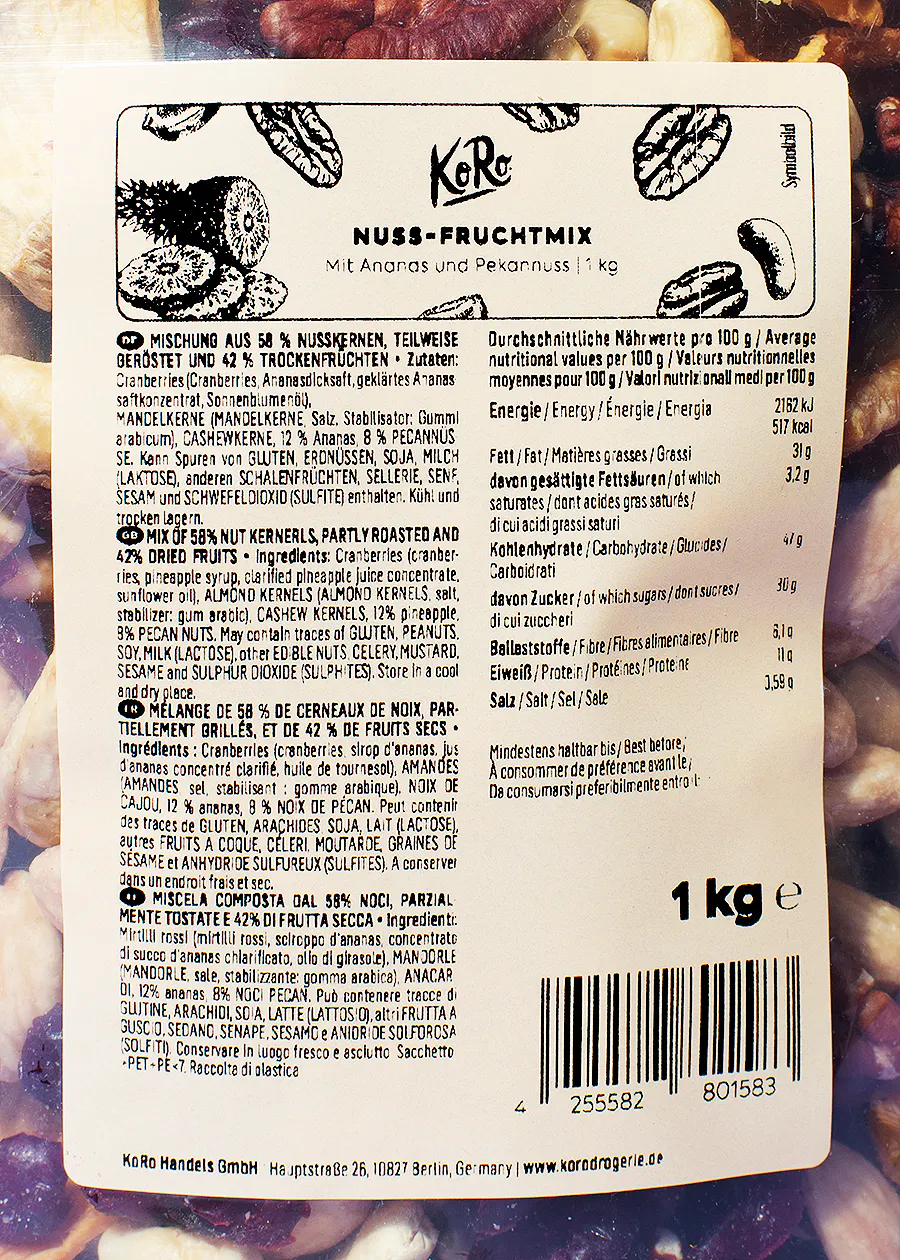 KoRo
Symbolbild
NUSS-FRUCHTMIX
Mit Ananas und Pekannuss | 1 kg
DE MISCHUNG AUS 58 % NUSSKERNEN, TEILWEISE
GERÖSTET UND 42 % TROCKENFRÜCHTEN • Zutaten:
Cranberries (Cranberries, Ananasdicksaft, geklärtes Ananas
saftkonzentrat, Sonnenblumenöl),
MANDELKERNE (MANDELKERNE, Salz, Stabilisator: Gummi
arabicum), CASHEWKERNE, 12 % Ananas, 8 % PECANNÜS
SE. Kann Spuren von GLUTEN, ERDNÜSSEN, SOJA, MILCH
(LAKTOSE), anderen SCHALENFRÜCHTEN, SELLERIE, SENF,
SESAM und SCHWEFELDIOXID (SULFITE) enthalten. Kühl und
trocken lagern.
GB MIX OF 58% NUT KERNERLS, PARTLY ROASTED AND
42% DRIED FRUITS • Ingredients: Cranberries (cranber-
ries, pineapple syrup, clarified pineapple juice concentrate,
sunflower oil), ALMOND KERNELS (ALMOND KERNELS, salt,
stabilizer: gum arabic), CASHEW KERNELS, 12% pineapple,
8% PECAN NUTS. May contain traces of GLUTEN, PEANUTS,
SOY, MILK (LACTOSE), other EDIBLE NUTS, CELERY, MUSTARD,
SESAME and SULPHUR DIOXIDE (SULPHITES). Store in a cool
and dry place.
FR MÉLANGE DE 58 % DE CERNEAUX DE NOIX, PAR-
TIELLEMENT GRILLÉS, ET DE 42 % DE FRUITS SECS •
Ingrédients : Cranberries (cranberries, sirop d'ananas, jus
d'ananas concentré clarifié, huile de tournesol), AMANDES
(AMANDES sel, stabilisant : gomme arabique), NOIX DE
CAJOU, 12 % ananas, 8 % NOIX DE PÉCAN. Peut contenir
des traces de GLUTEN, ARACHIDES, SOJA, LAIT (LACTOSE),
autres FRUITS A COQUE, CÉLERI, MOUTARDE, GRAINES DE
SÉSAME et ANHYDRIDE SULFUREUX (SULFITES). A conserver
dans un endroit frais et sec.
IT MISCELA COMPOSTA DAL 58% NOCI, PARZIAL
MENTE TOSTATE E 42% DI FRUTTA SECCA • Ingredienti:
Mirtilli rossi (mirtilli rossi, sciroppo d'ananas, concentrato
di succo d'ananas chiarificato, olio di girasole), MANDORLE
(MANDORLE, sale, stabilizzante: gomma arabica), ANACAR
DI, 12% ananas, 8% NOCI PECAN. Può contenere tracce di
GLUTINE, ARACHIDI, SOIA, LATTE (LATTOSIO), altri FRUTTA A
GUSCIO, SEDANO, SENAPE, SESAMO e ANIDRIDE SOLFOROSA
(SOLFITI). Conservare in luogo fresco e asciutto Sacchetto
-PET+PE<7, Raccolta di plastica
Durchschnittliche Nährwerte pro 100 g / Average
nutritional values per 100 g / Valeurs nutritionnelles
moyennes pour 100 g / Valori nutrizionali medi per 100 g
Energie / Energy / Énergie / Energia 2162 kJ
517 kcal
Fett / Fat / Matières grasses / Grassi 31 g
davon gesättigte Fettsäuren / of which 3,2 g
saturates / dont acides gras saturés /
di cui acidi grassi saturi
Kohlenhydrate / Carbohydrate / Glucides / 47 g
Carboidrati
davon Zucker / of which sugars / dont sucres / 30 g
di cui zuccheri
Ballaststoffe / Fibre / Fibres alimentaires / Fibre 6,1 g
Eiweiß / Protein / Protéines / Proteine 11 g
Salz / Salt / Sel / Sale 0,59 g
Mindestens haltbar bis / Best before /
À consommer de préférence avant le /
Da consumarsi preferibilmente entro il:
1 kg e
4 255582 801583
KoRo Handels GmbH Hauptstraße 26, 10827 Berlin, Germany | www.korodrogerie.de